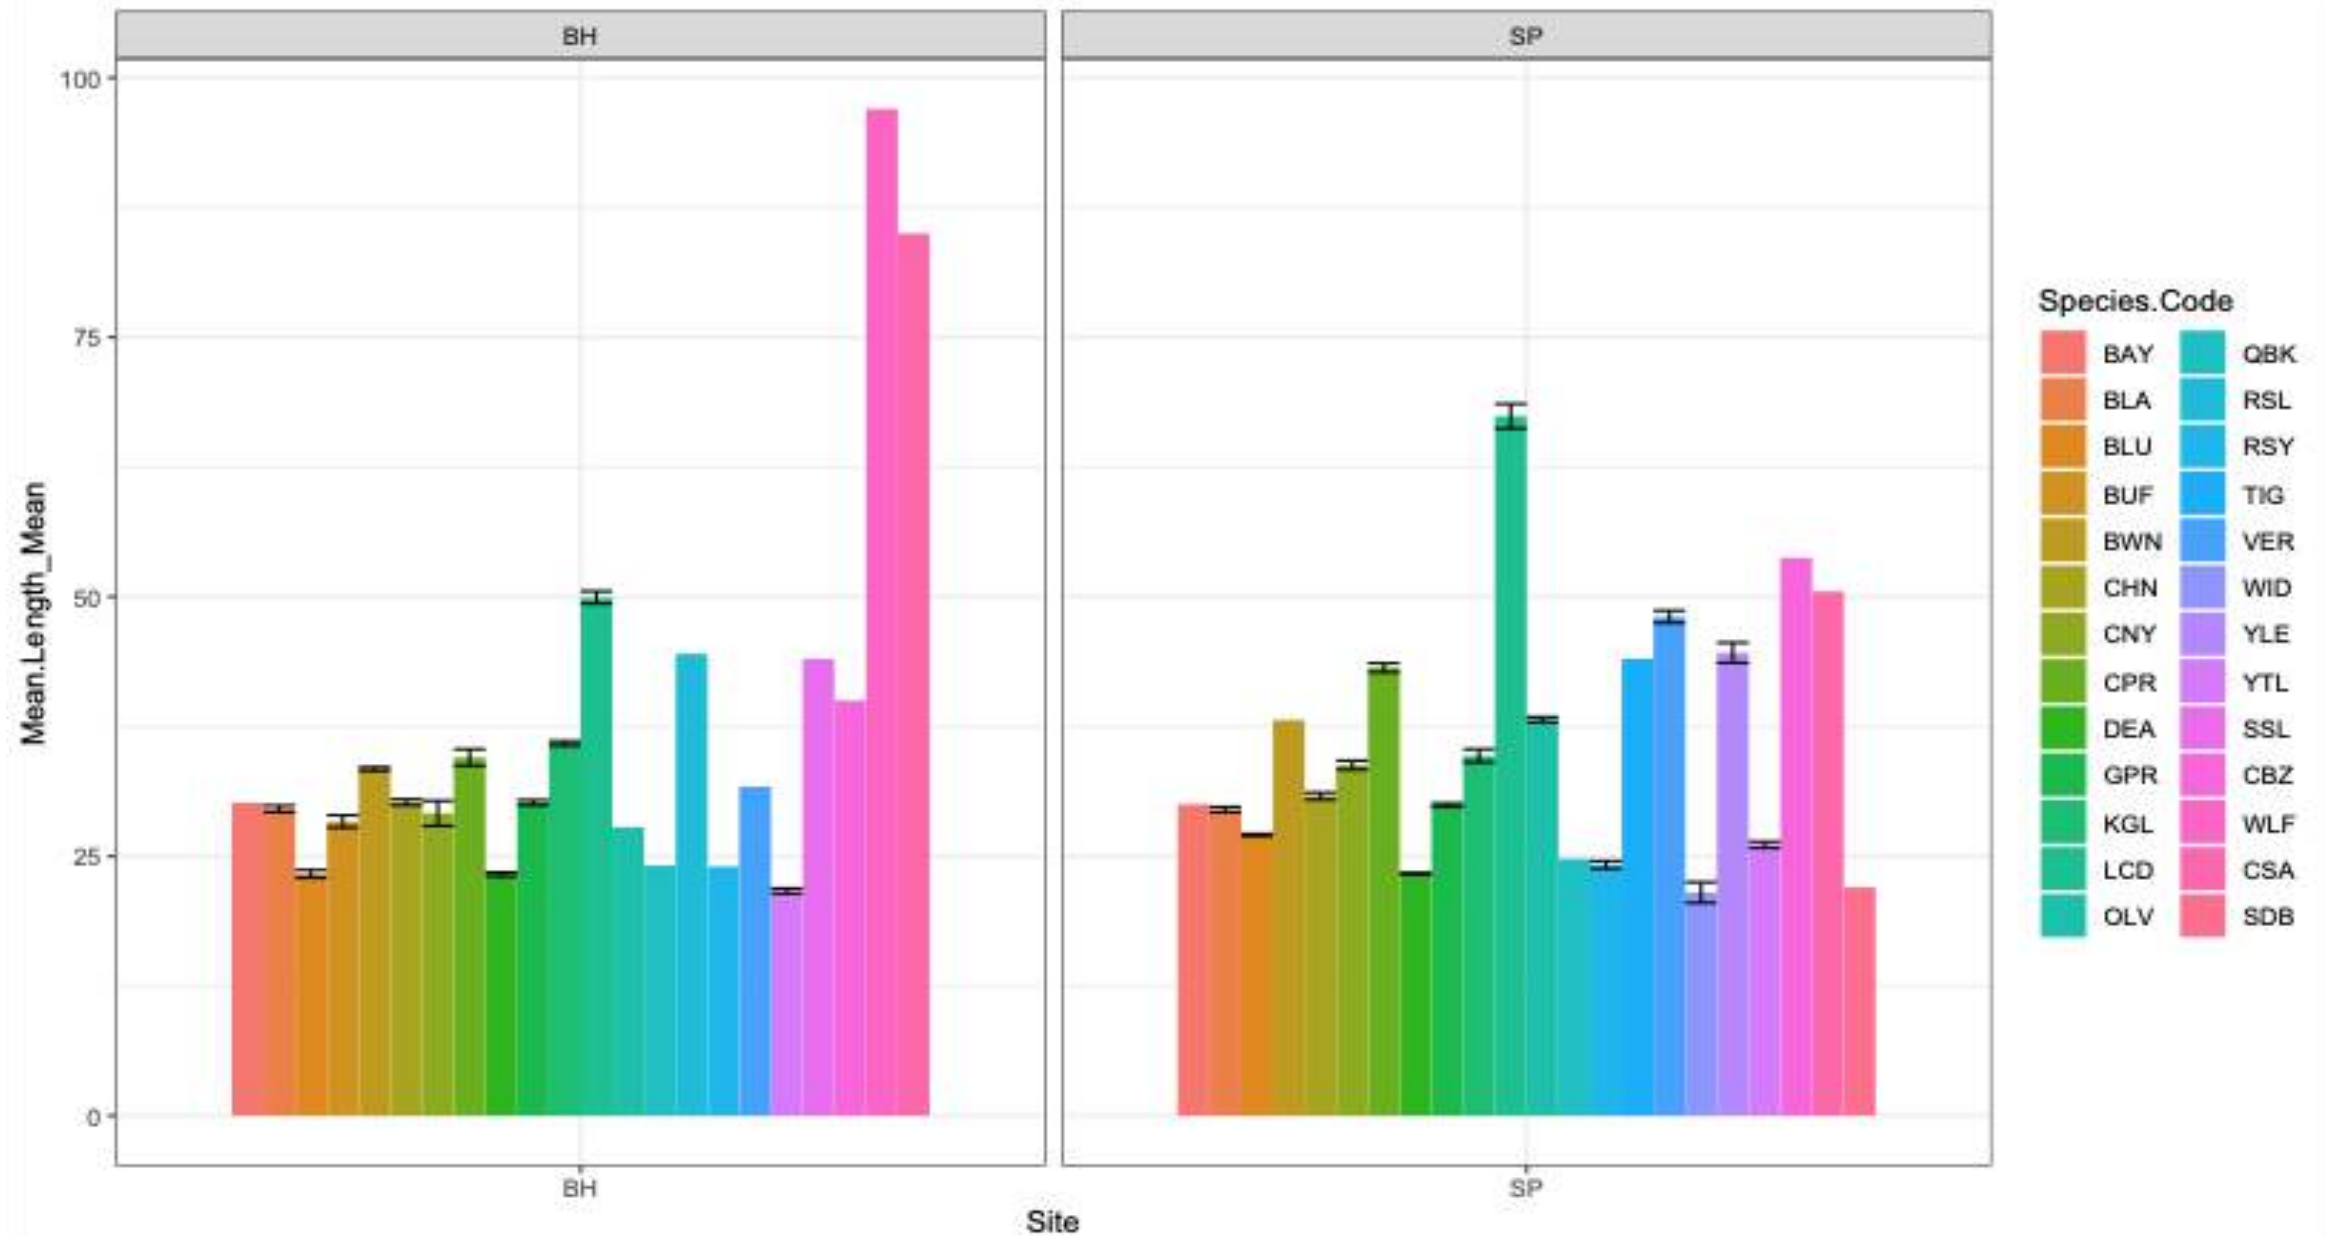 BH
SP
100
75
50
25
0
Mean.Length_Mean
BH
SP
Site
Species.Code
BAY QBK
BLA RSL
BLU RSY
BUF TIG
BWN VER
CHN WID
CNY YLE
CPR YTL
DEA SSL
GPR CBZ
KGL WLF
LCD CSA
OLV SDB